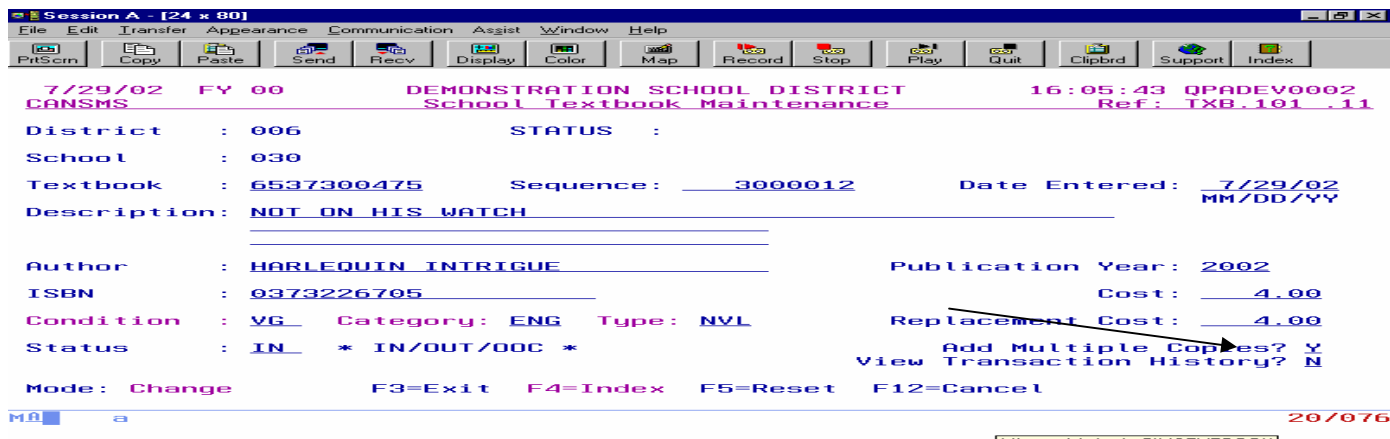 Session A - [24 x 80]
File Edit Transfer Appearance Communication Assist Window Help
PrtScrn Copy Paste Send Recv Display Color Map Record Stop Play Quit Clipbrd Support Index
7/29/02 FY 00 DEMONSTRATION SCHOOL DISTRICT 16:05:43 QPADEV0002
CANSMS School Textbook Maintenance Ref: TXB.101 .11
District : 006 STATUS :
School : 030
Textbook : 6537300475 Sequence: 3000012 Date Entered: 7/29/02
MM/DD/YY
Description: NOT ON HIS WATCH
Author : HARLEQUIN INTRIGUE Publication Year: 2002
ISBN : 0373226705 Cost: 4.00
Condition : VG Category: ENG Type: NVL Replacement Cost: 4.00
Status : IN * IN/OUT/OOC * Add Multiple Copies? Y
View Transaction History? N
Mode: Change F3=Exit F4=Index F5=Reset F12=Cancel
MA a 20/076